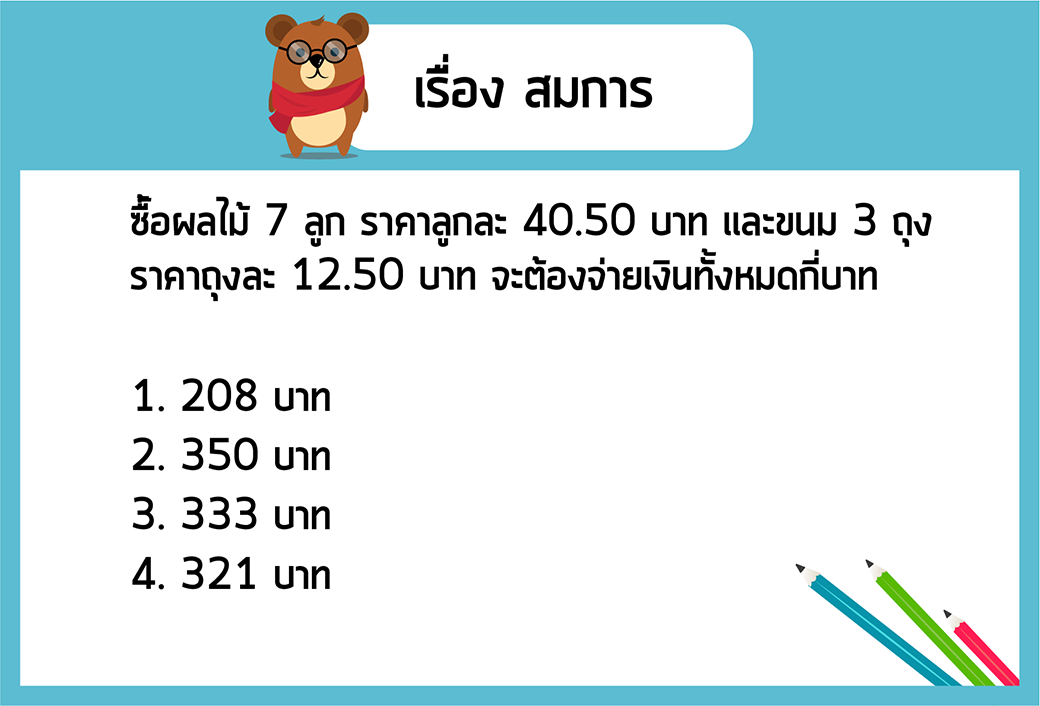 เรื่อง สมการ
ซื้อผลไม้ 7 ลูก ราคาลูกละ 40.50 บาท และขนม 3 ถุง
ราคาถุงละ 12.50 บาท จะต้องจ่ายเงินทั้งหมดกี่บาท
1. 208 บาท
2. 350 บาท
3. 333 บาท
4. 321 บาท